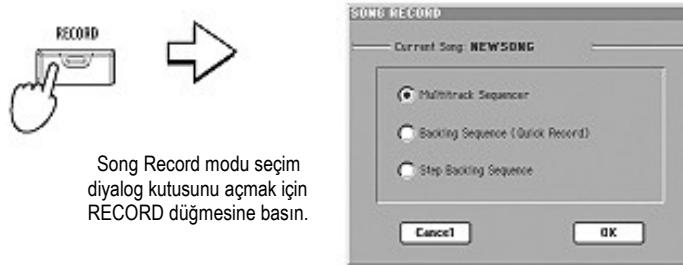 RECORD
Song Record modu seçim
diyalog kutusunu açmak için
RECORD düğmesine basın.
SONG RECORD
Current Song: NEWSONG
Multitrack Sequencer
Backing Sequence (Quick Record)
Step Backing Sequence
Cancel OK